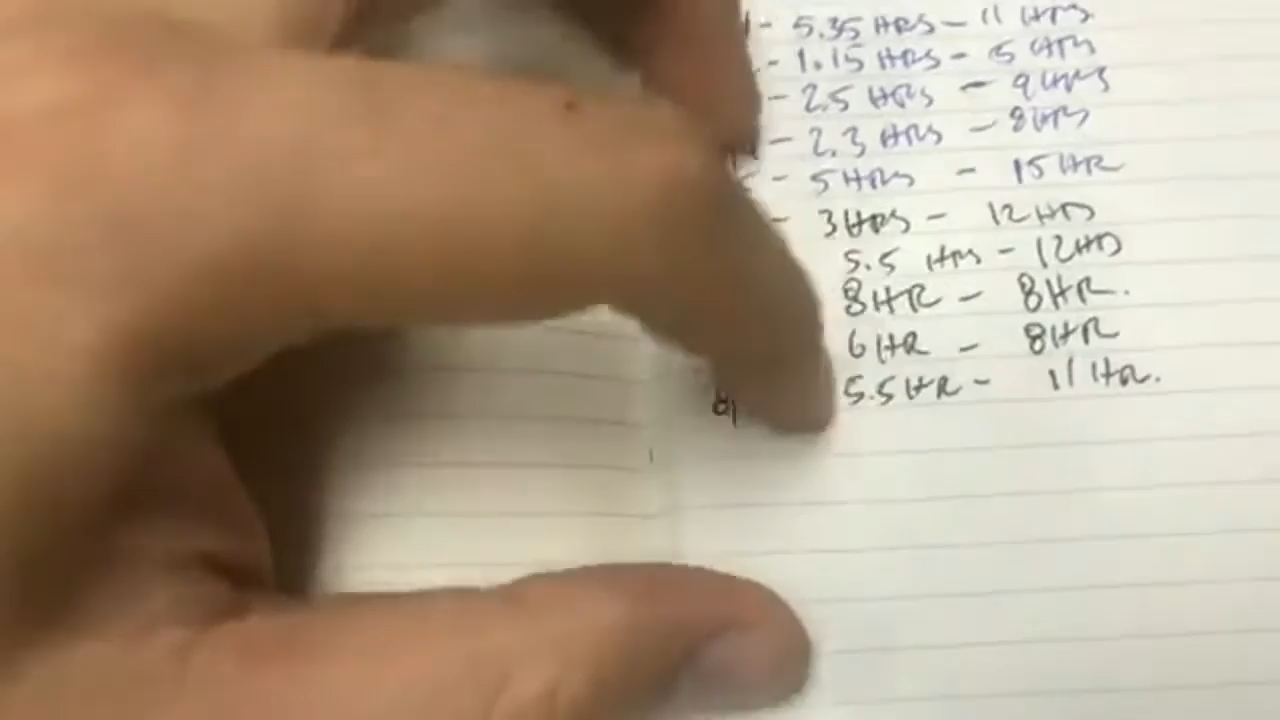 - 5.35 HRS - 11 HRS
- 1.15 HRS - 5 HRS
- 2.5 HRS - 9 HRS
- 2.3 HRS - 8 HRS
- 5 HRS - 15 HR
- 3 HRS - 12 HRS
5.5 HRS - 12 HRS
8 HR - 8 HR.
6 HR - 8 HR
5.5 HR - 11 HR.